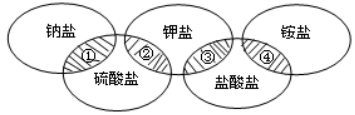 钠盐 钾盐 铵盐
① ② ③ ④
硫酸盐 盐酸盐